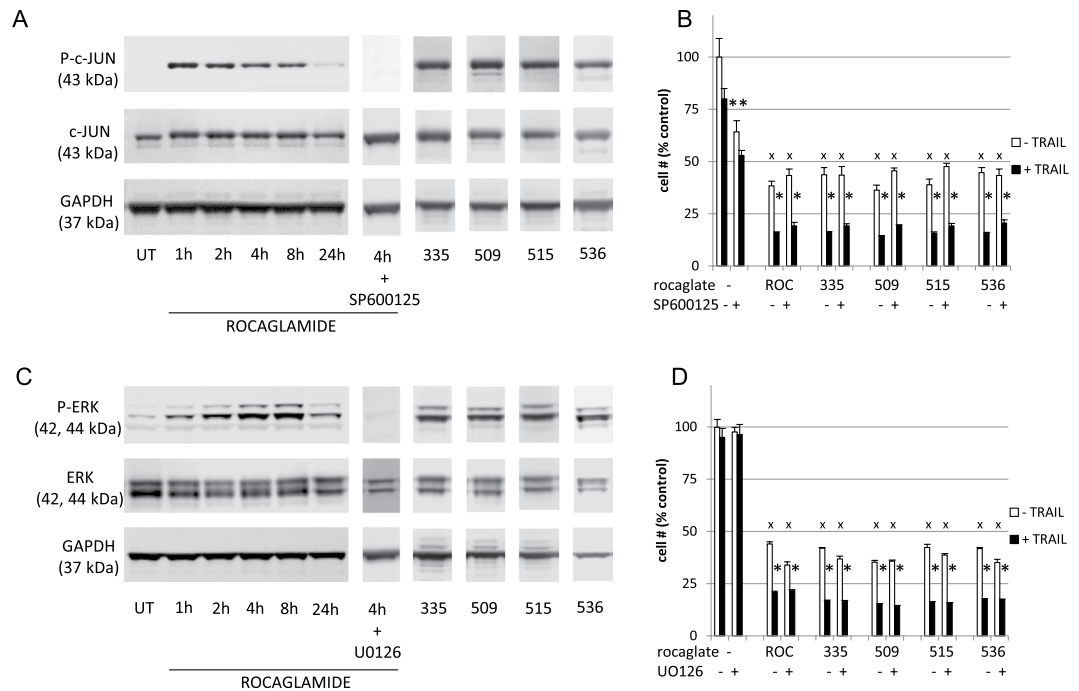 A
P-c-JUN
(43 kDa)
c-JUN
(43 kDa)
GAPDH
(37 kDa)
UT 1h 2h 4h 8h 24h 4h 335 509 515 536
+
SP600125
ROCAGLAMIDE
B
cell # (% control)
100
75
50
25
0
** 
x x x x x x x x x x
* * * * * * * * * *
- TRAIL
+ TRAIL
rocaglate - ROC 335 509 515 536
SP600125 - + - + - + - + - + - +
C
P-ERK
(42, 44 kDa)
ERK
(42, 44 kDa)
GAPDH
(37 kDa)
UT 1h 2h 4h 8h 24h 4h 335 509 515 536
+
U0126
ROCAGLAMIDE
D
cell # (% control)
100
75
50
25
0
x x x x x x x x x x
* * * * * * * * * *
- TRAIL
+ TRAIL
rocaglate - ROC 335 509 515 536
UO126 - + - + - + - + - + - +